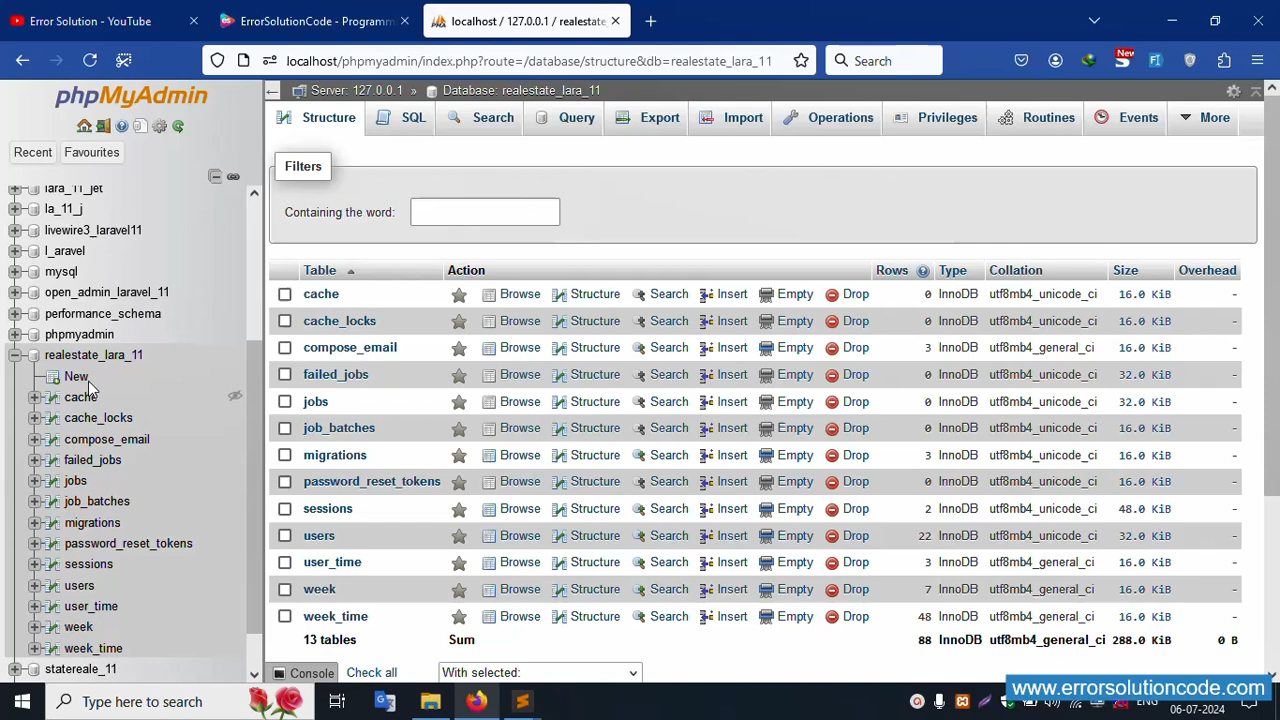 Error Solution - YouTube
ErrorSolutionCode - Programm
localhost / 127.0.0.1 / realestate_
localhost/phpmyadmin/index.php?route=/database/structure&db=realestate_lara_11
Search
New
phpMyAdmin
Recent
Favourites
lara_11_jet
la_11_j
livewire3_laravel11
l_aravel
mysql
open_admin_laravel_11
performance_schema
phpmyadmin
realestate_lara_11
New
cache
cache_locks
compose_email
failed_jobs
jobs
job_batches
migrations
password_reset_tokens
sessions
users
user_time
week
week_time
statereale_11
Server: 127.0.0.1 » Database: realestate_lara_11
Structure SQL Search Query Export Import Operations Privileges Routines Events More
Filters
Containing the word:
Table Action Rows Type Collation Size Overhead
cache Browse Structure Search Insert Empty Drop 0 InnoDB utf8mb4_unicode_ci 16.0 KiB -
cache_locks Browse Structure Search Insert Empty Drop 0 InnoDB utf8mb4_unicode_ci 16.0 KiB -
compose_email Browse Structure Search Insert Empty Drop 3 InnoDB utf8mb4_general_ci 16.0 KiB -
failed_jobs Browse Structure Search Insert Empty Drop 0 InnoDB utf8mb4_unicode_ci 32.0 KiB -
jobs Browse Structure Search Insert Empty Drop 0 InnoDB utf8mb4_unicode_ci 32.0 KiB -
job_batches Browse Structure Search Insert Empty Drop 0 InnoDB utf8mb4_unicode_ci 16.0 KiB -
migrations Browse Structure Search Insert Empty Drop 3 InnoDB utf8mb4_unicode_ci 16.0 KiB -
password_reset_tokens Browse Structure Search Insert Empty Drop 0 InnoDB utf8mb4_unicode_ci 16.0 KiB -
sessions Browse Structure Search Insert Empty Drop 2 InnoDB utf8mb4_unicode_ci 48.0 KiB -
users Browse Structure Search Insert Empty Drop 22 InnoDB utf8mb4_unicode_ci 32.0 KiB -
user_time Browse Structure Search Insert Empty Drop 3 InnoDB utf8mb4_general_ci 16.0 KiB -
week Browse Structure Search Insert Empty Drop 7 InnoDB utf8mb4_general_ci 16.0 KiB -
week_time Browse Structure Search Insert Empty Drop 48 InnoDB utf8mb4_general_ci 16.0 KiB -
13 tables Sum 88 InnoDB utf8mb4_general_ci 288.0 KiB 0 B
Console Check all With selected:
Type here to search
www.errorsolutioncode.com
ENG
06-07-2024